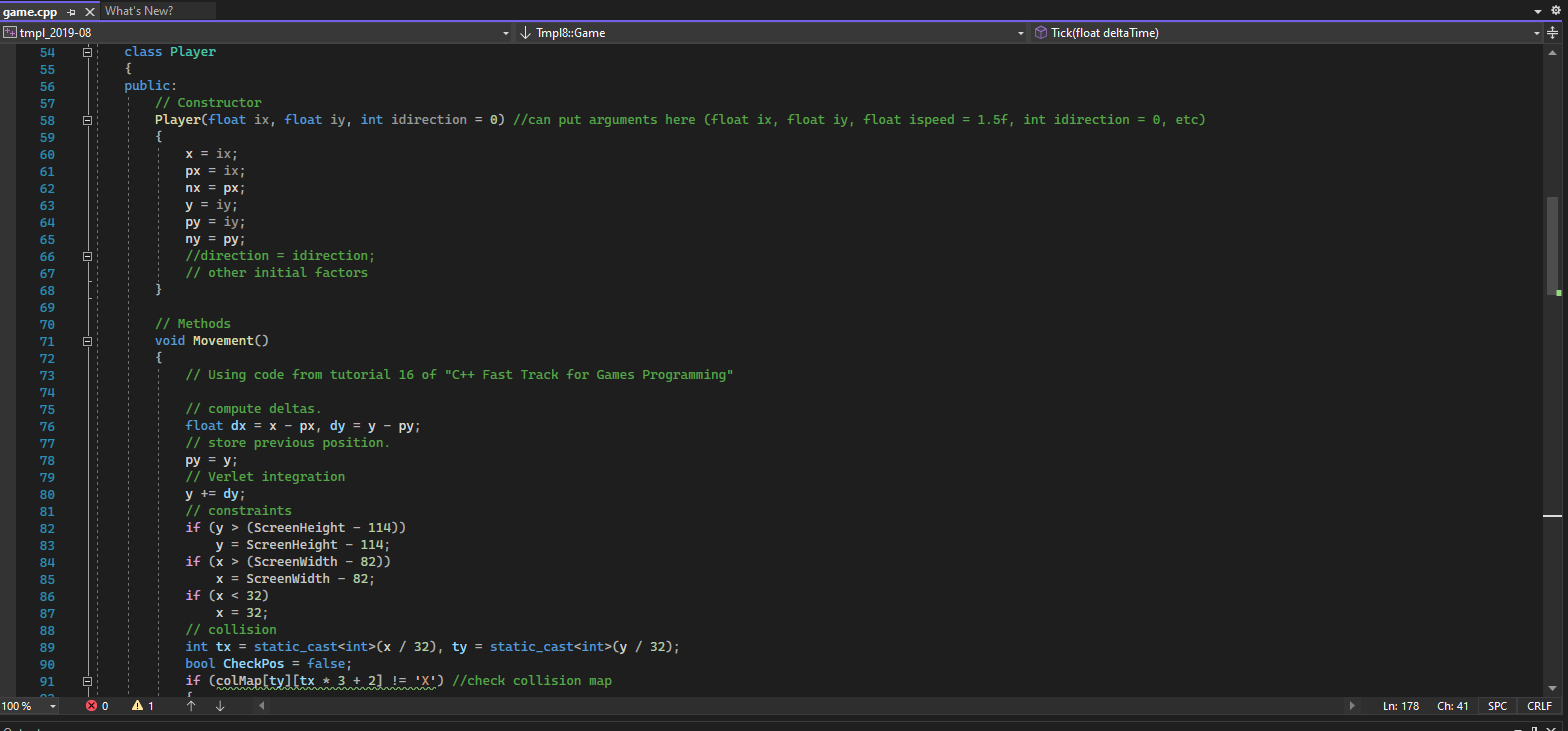 game.cpp What's New?
tmpl_2019-08 Tmpl8::Game Tick(float deltaTime)
54 class Player
55 {
56 public:
57 // Constructor
58 Player(float ix, float iy, int idirection = 0) //can put arguments here (float ix, float iy, float ispeed = 1.5f, int idirection = 0, etc)
59 {
60 x = ix;
61 px = ix;
62 nx = px;
63 y = iy;
64 py = iy;
65 ny = py;
66 //direction = idirection;
67 // other initial factors
68 }
69
70 // Methods
71 void Movement()
72 {
73 // Using code from tutorial 16 of "C++ Fast Track for Games Programming"
74
75 // compute deltas.
76 float dx = x - px, dy = y - py;
77 // store previous position.
78 py = y;
79 // Verlet integration
80 y += dy;
81 // constraints
82 if (y > (ScreenHeight - 114))
83 y = ScreenHeight - 114;
84 if (x > (ScreenWidth - 82))
85 x = ScreenWidth - 82;
86 if (x < 32)
87 x = 32;
88 // collision
89 int tx = static_cast<int>(x / 32), ty = static_cast<int>(y / 32);
90 bool CheckPos = false;
91 if (colMap[ty][tx * 3 + 2] != 'X') //check collision map
100 % 0 1 Ln: 178 Ch: 41 SPC CRLF